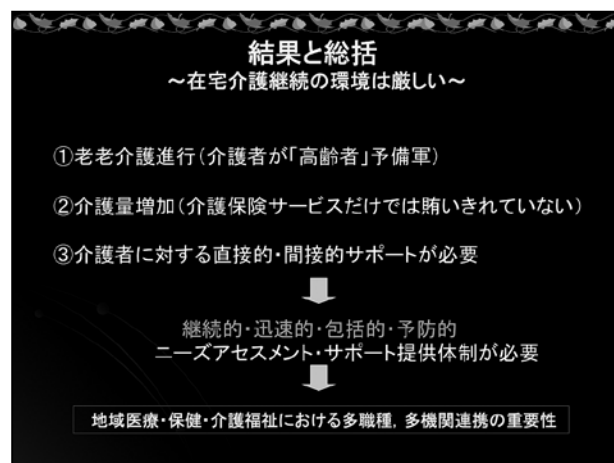 結果と総括
～在宅介護継続の環境は厳しい～
①老老介護進行（介護者が「高齢者」予備軍）
②介護量増加（介護保険サービスだけでは賄いきれていない）
③介護者に対する直接的・間接的サポートが必要
継続的・迅速的・包括的・予防的
ニーズアセスメント・サポート提供体制が必要
地域医療・保健・介護福祉における多職種，多機関連携の重要性